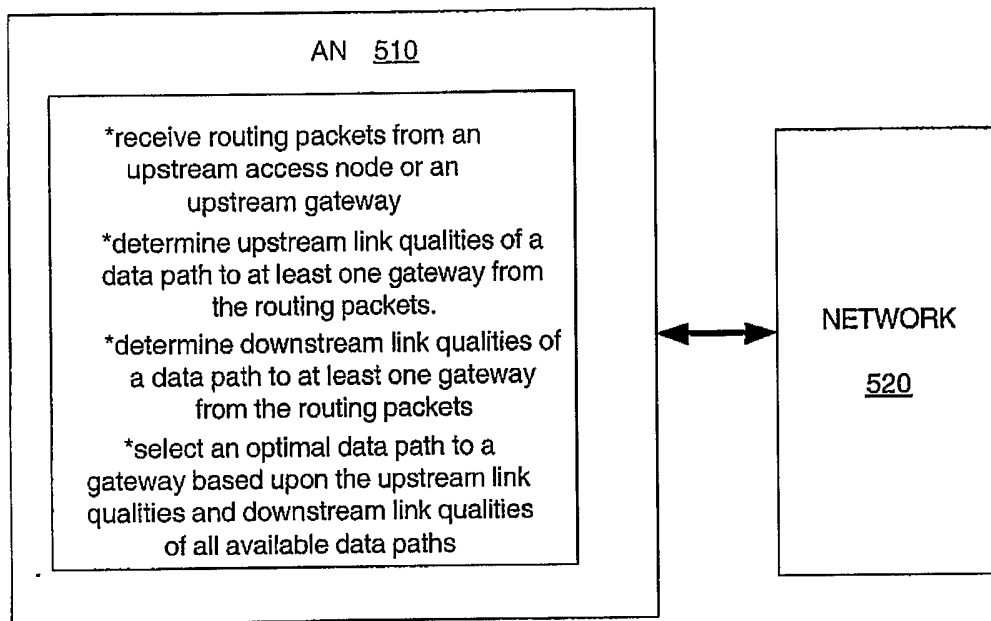 AN 510
*receive routing packets from an
upstream access node or an
upstream gateway
*determine upstream link qualities of a
data path to at least one gateway from
the routing packets.
*determine downstream link qualities of
a data path to at least one gateway
from the routing packets
*select an optimal data path to a
gateway based upon the upstream link
qualities and downstream link qualities
of all available data paths
NETWORK
520